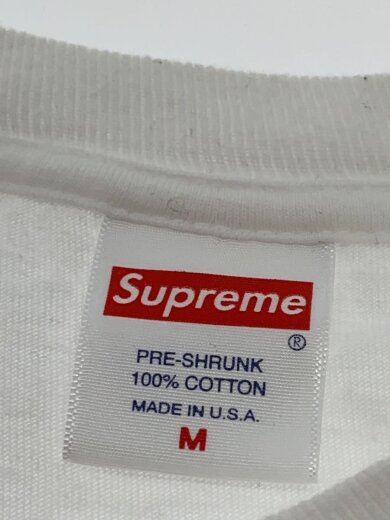 Supreme
®
PRE-SHRUNK
100% COTTON
MADE IN U.S.A.
M